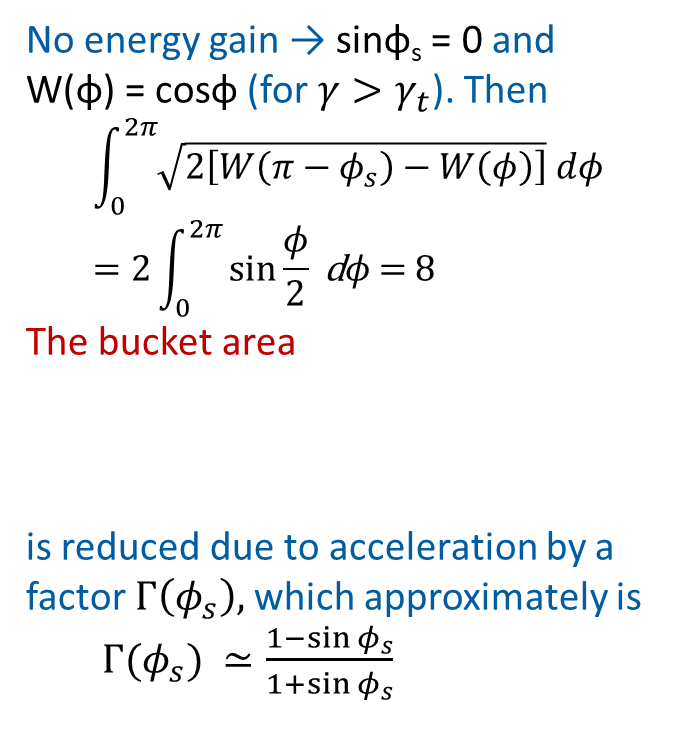 No energy gain → sinϕₛ = 0 and
W(ϕ) = cosϕ (for γ > γₜ). Then
∫₀^{2π} √(2[W(π − ϕₛ) − W(ϕ)]) dϕ
= 2 ∫₀^{2π} sin ϕ/2 dϕ = 8
The bucket area
is reduced due to acceleration by a
factor Γ(ϕₛ), which approximately is
Γ(ϕₛ) ≃ (1−sin ϕₛ)/(1+sin ϕₛ)